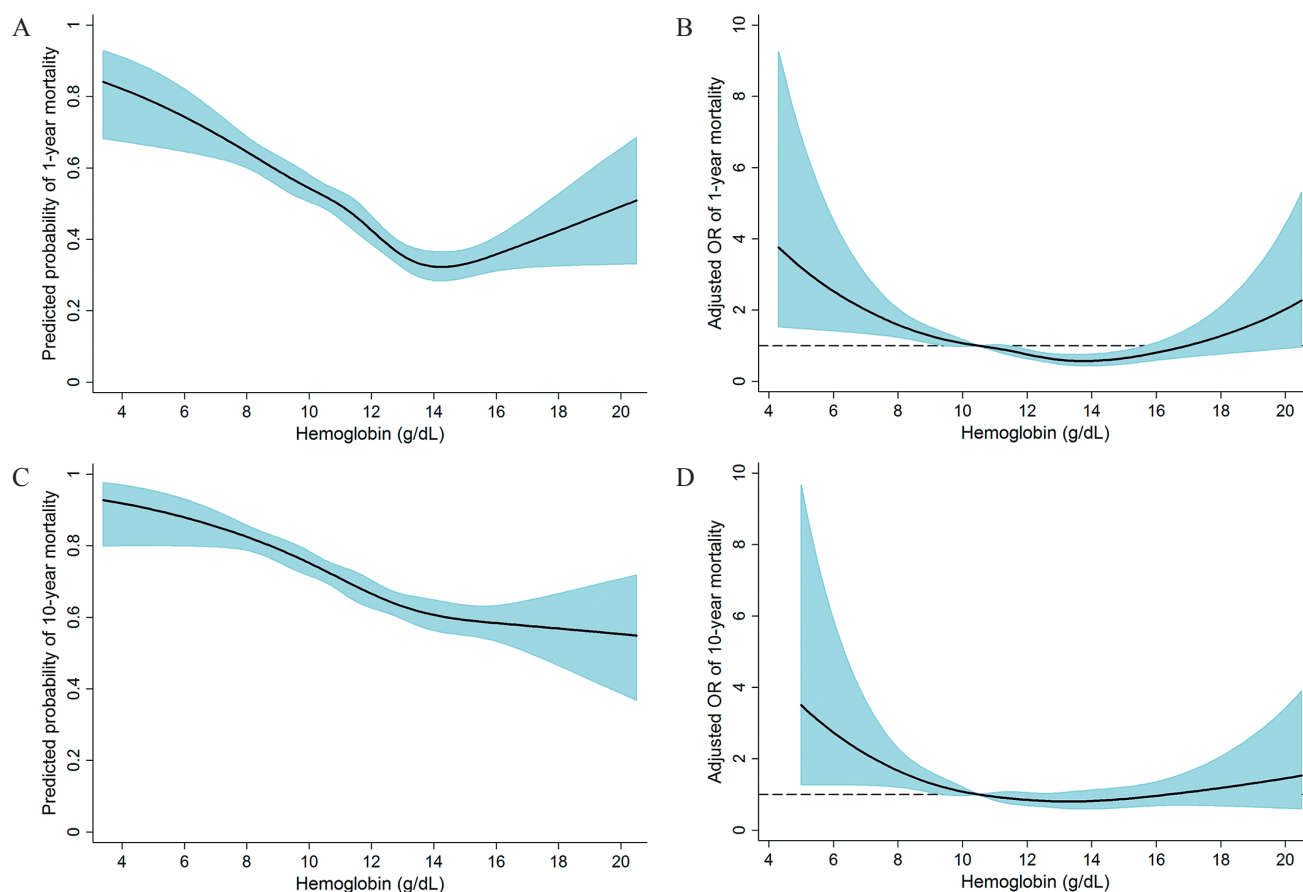 A
Predicted probability of 1-year mortality
1
0.8
0.6
0.4
0.2
0
4 6 8 10 12 14 16 18 20
Hemoglobin (g/dL)
B
Adjusted OR of 1-year mortality
10
8
6
4
2
0
4 6 8 10 12 14 16 18 20
Hemoglobin (g/dL)
C
Predicted probability of 10-year mortality
1
0.8
0.6
0.4
0.2
0
4 6 8 10 12 14 16 18 20
Hemoglobin (g/dL)
D
Adjusted OR of 10-year mortality
10
8
6
4
2
0
4 6 8 10 12 14 16 18 20
Hemoglobin (g/dL)